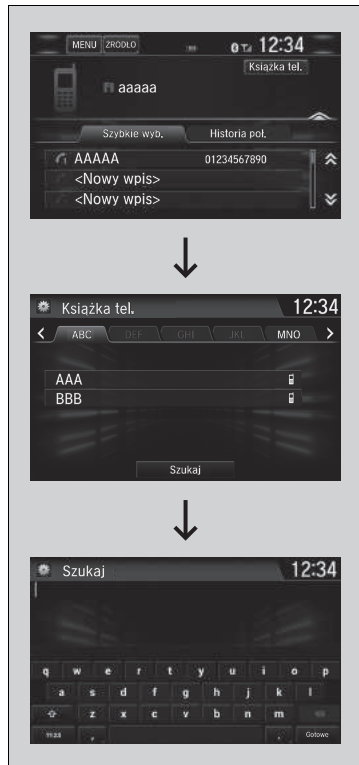 MENU ŹRÓDŁO 12:34
Książka tel.
aaaaa
Szybkie wyb. Historia poł.
AAAAA 01234567890
<Nowy wpis>
<Nowy wpis>
Książka tel. 12:34
ABC DEF GHI JKL MNO
AAA
BBB
Szukaj
Szukaj 12:34
q w e r t y u i o p
a s d f g h j k l
z x c v b n m
?!123 , . Gotowe